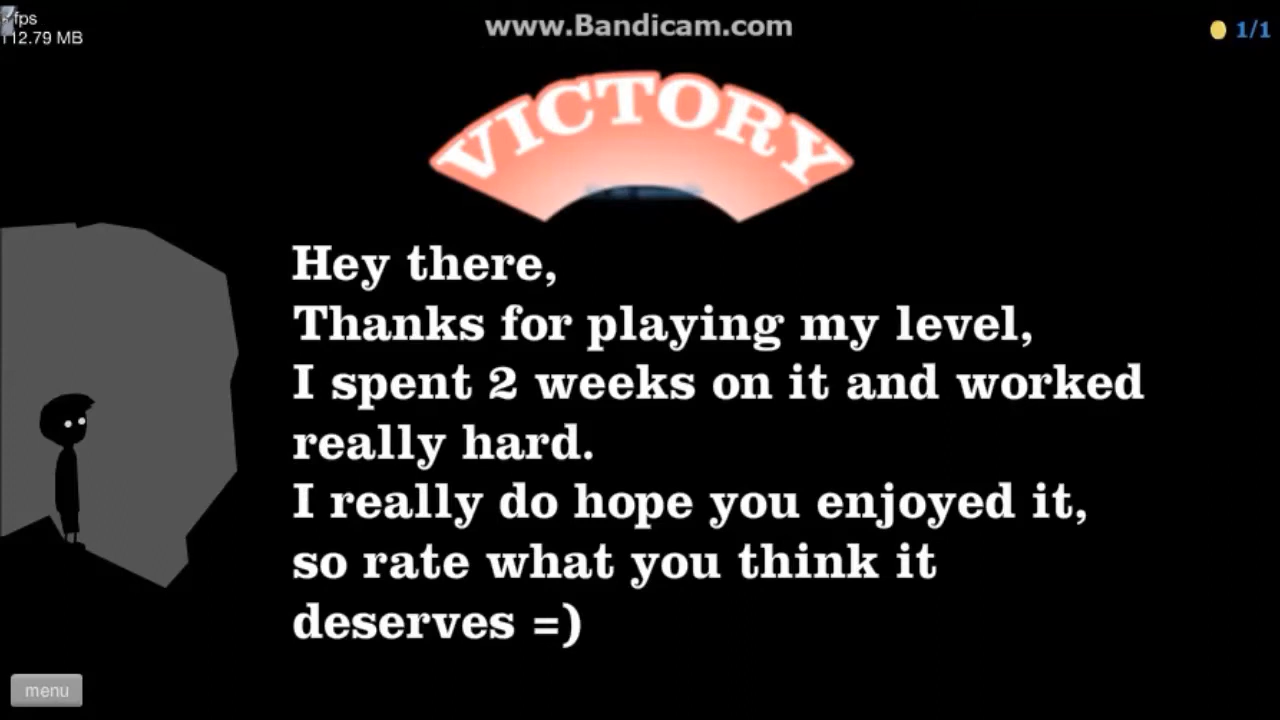 fps
www.Bandicam.com
1/1
12.79 MB
VICTORY
Hey there,
Thanks for playing my level,
I spent 2 weeks on it and worked
really hard.
I really do hope you enjoyed it,
so rate what you think it
deserves =)
menu